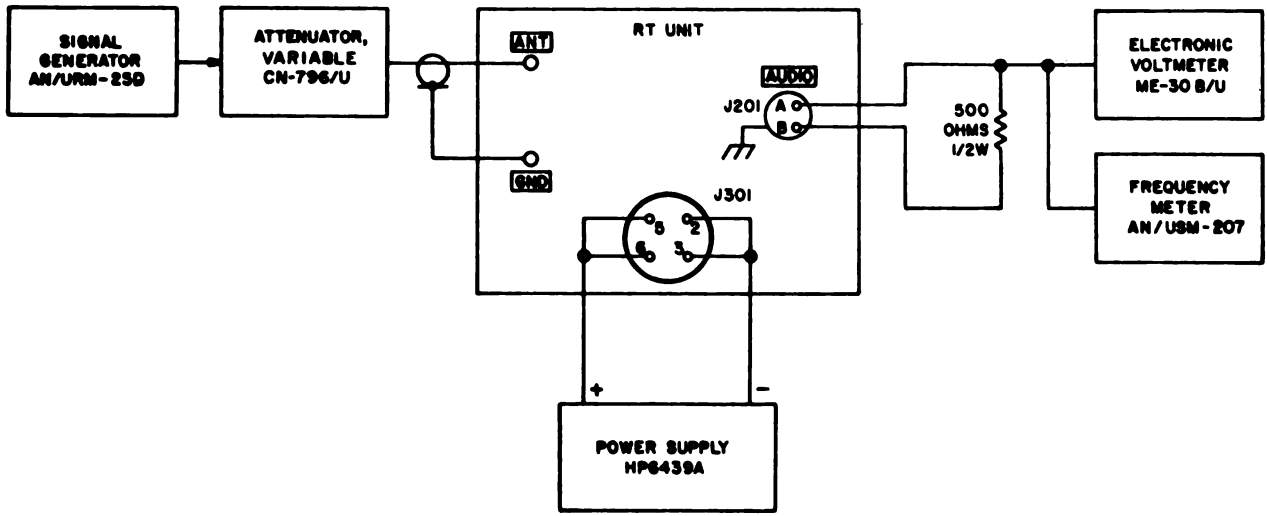 SIGNAL
GENERATOR
AN/URM-25D
ATTENUATOR,
VARIABLE
CN-796/U
RT UNIT
ANT
GND
AUDIO
J201
A
B
J301
5
2
6
3
500
OHMS
1/2W
ELECTRONIC
VOLTMETER
ME-30 B/U
FREQUENCY
METER
AN/USM-207
+
-
POWER SUPPLY
HP6439A